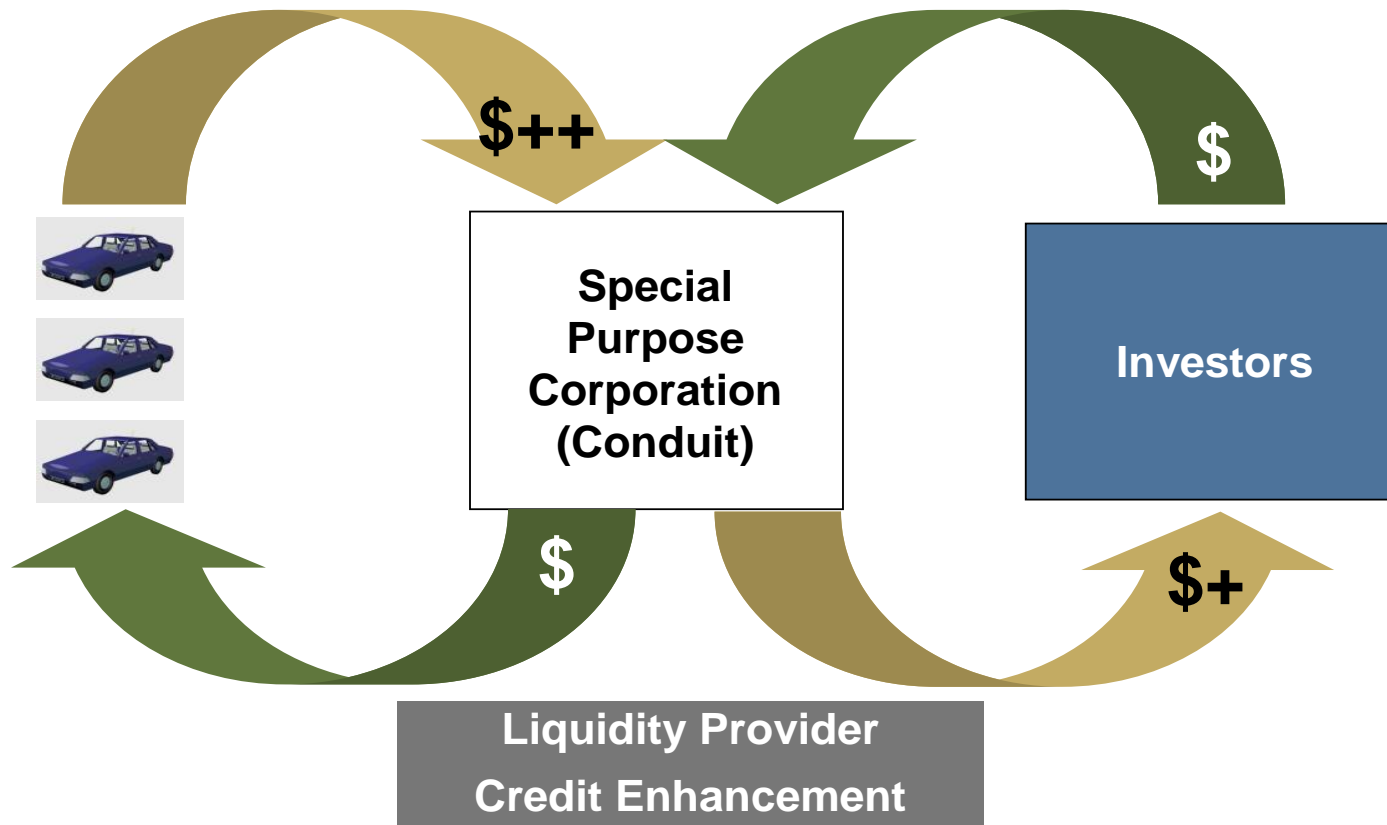 $++
$
Special
Purpose
Corporation
(Conduit)
Investors
$
$+
Liquidity Provider
Credit Enhancement